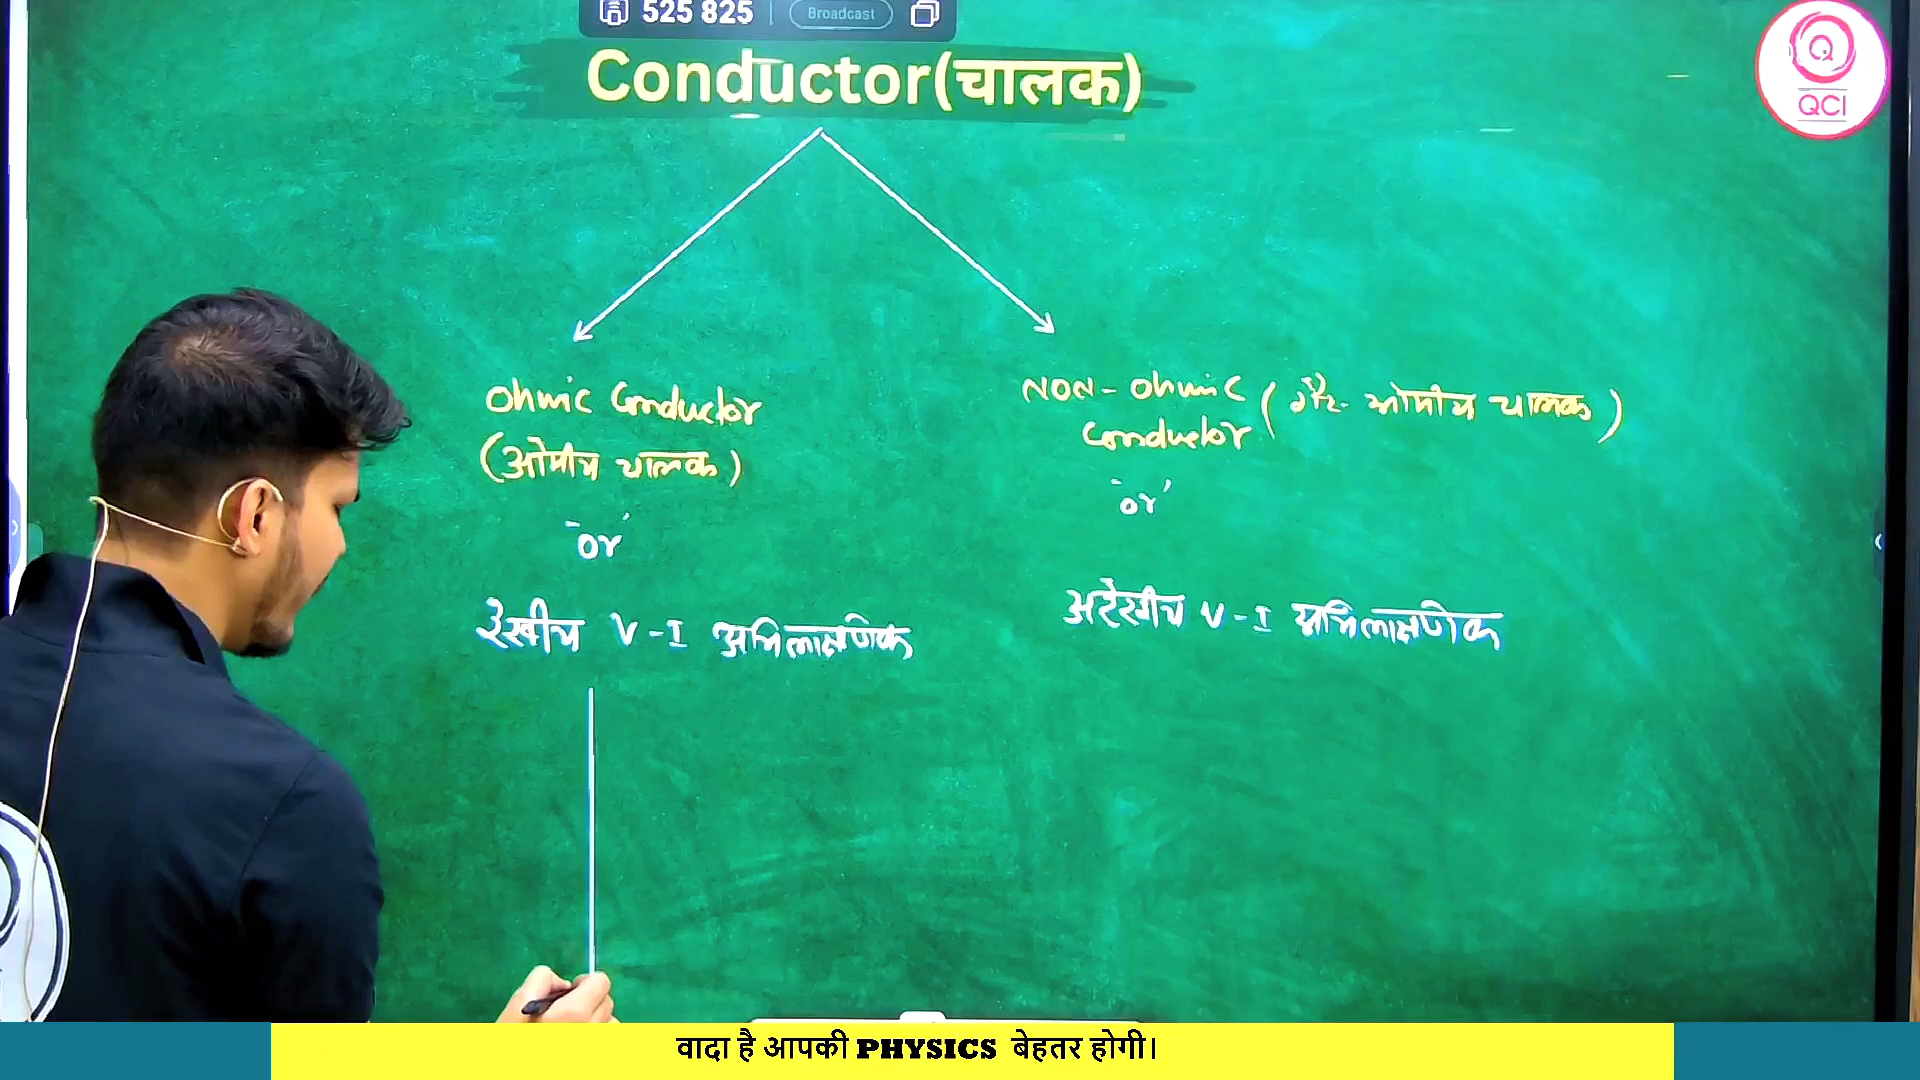 525 825 | Broadcast
Conductor(चालक)
QCI
Ohmic Conductor
(ओमीय चालक)
"or"
रेखीय V-I अभिलाक्षणिक
NON-Ohmic
Conductor
(गैर-ओमीय चालक)
"or"
अरेखीय V-I अभिलाक्षणिक
वादा है आपकी PHYSICS बेहतर होगी।